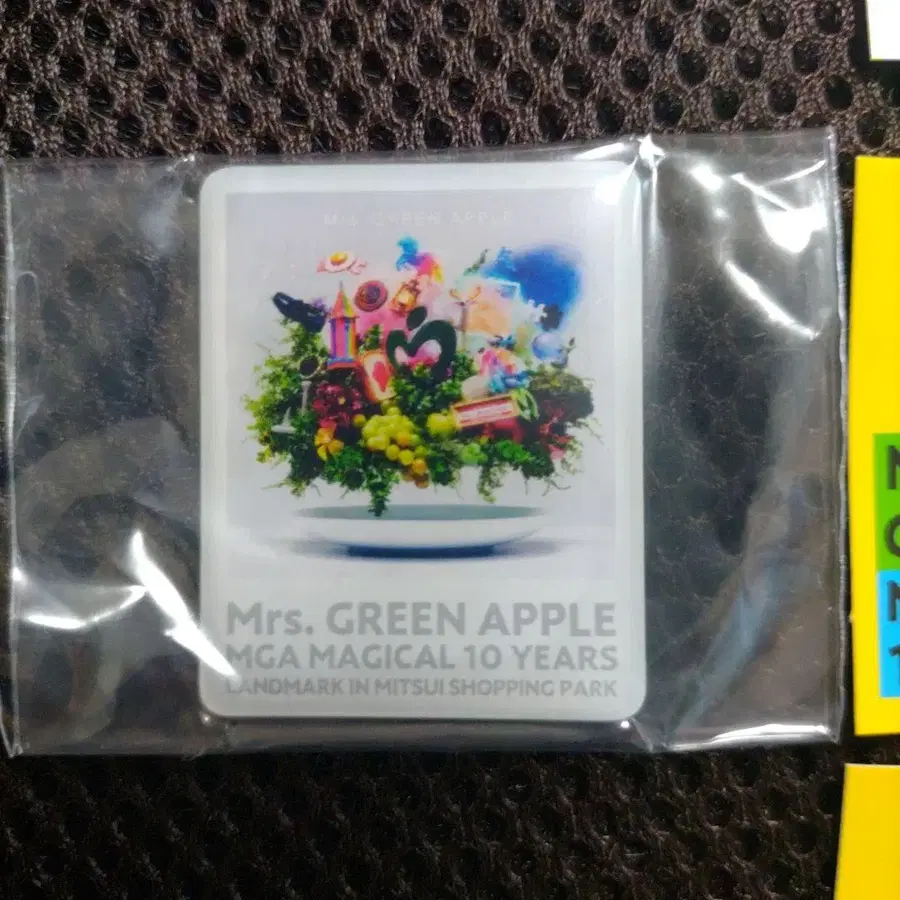 Mrs. GREEN APPLE
Mrs. GREEN APPLE
MGA MAGICAL 10 YEARS
LANDMARK IN MITSUI SHOPPING PARK